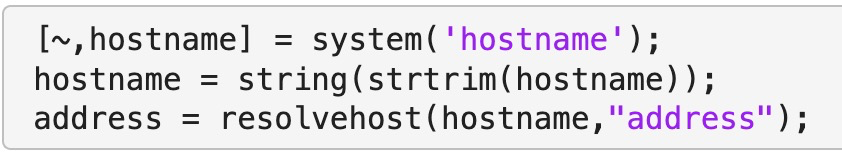 [~,hostname] = system('hostname');
hostname = string(strtrim(hostname));
address = resolvehost(hostname,"address");